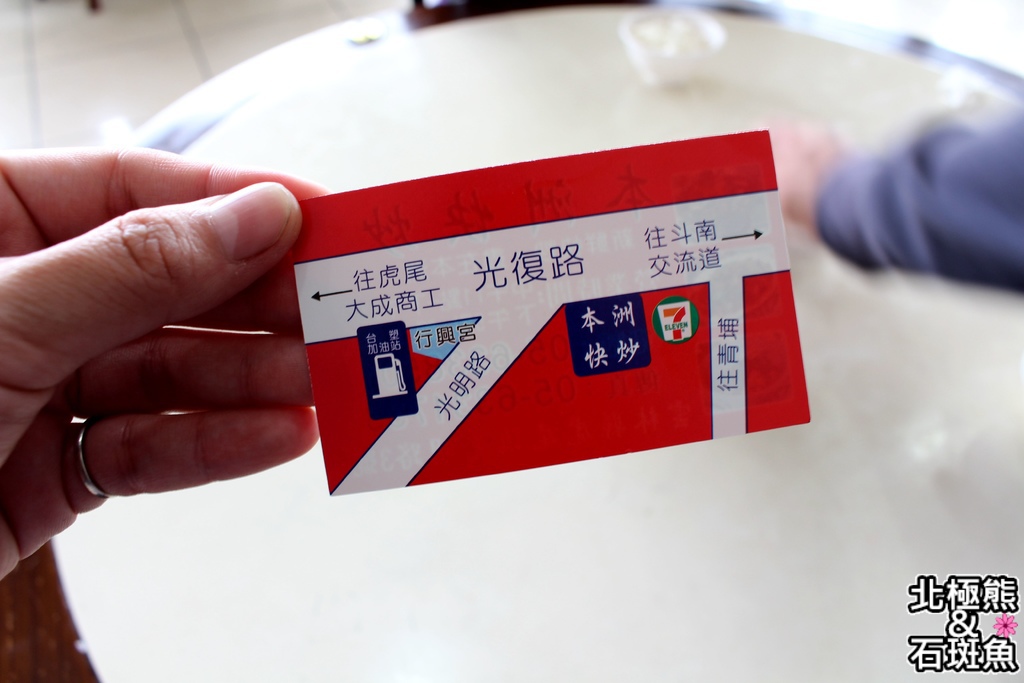 往虎尾
大成商工
光復路
往斗南
交流道
台塑
加油站
行興宮
光明路
本洲
快炒
7
ELEVEN
往青埔
北極熊
&
石斑魚